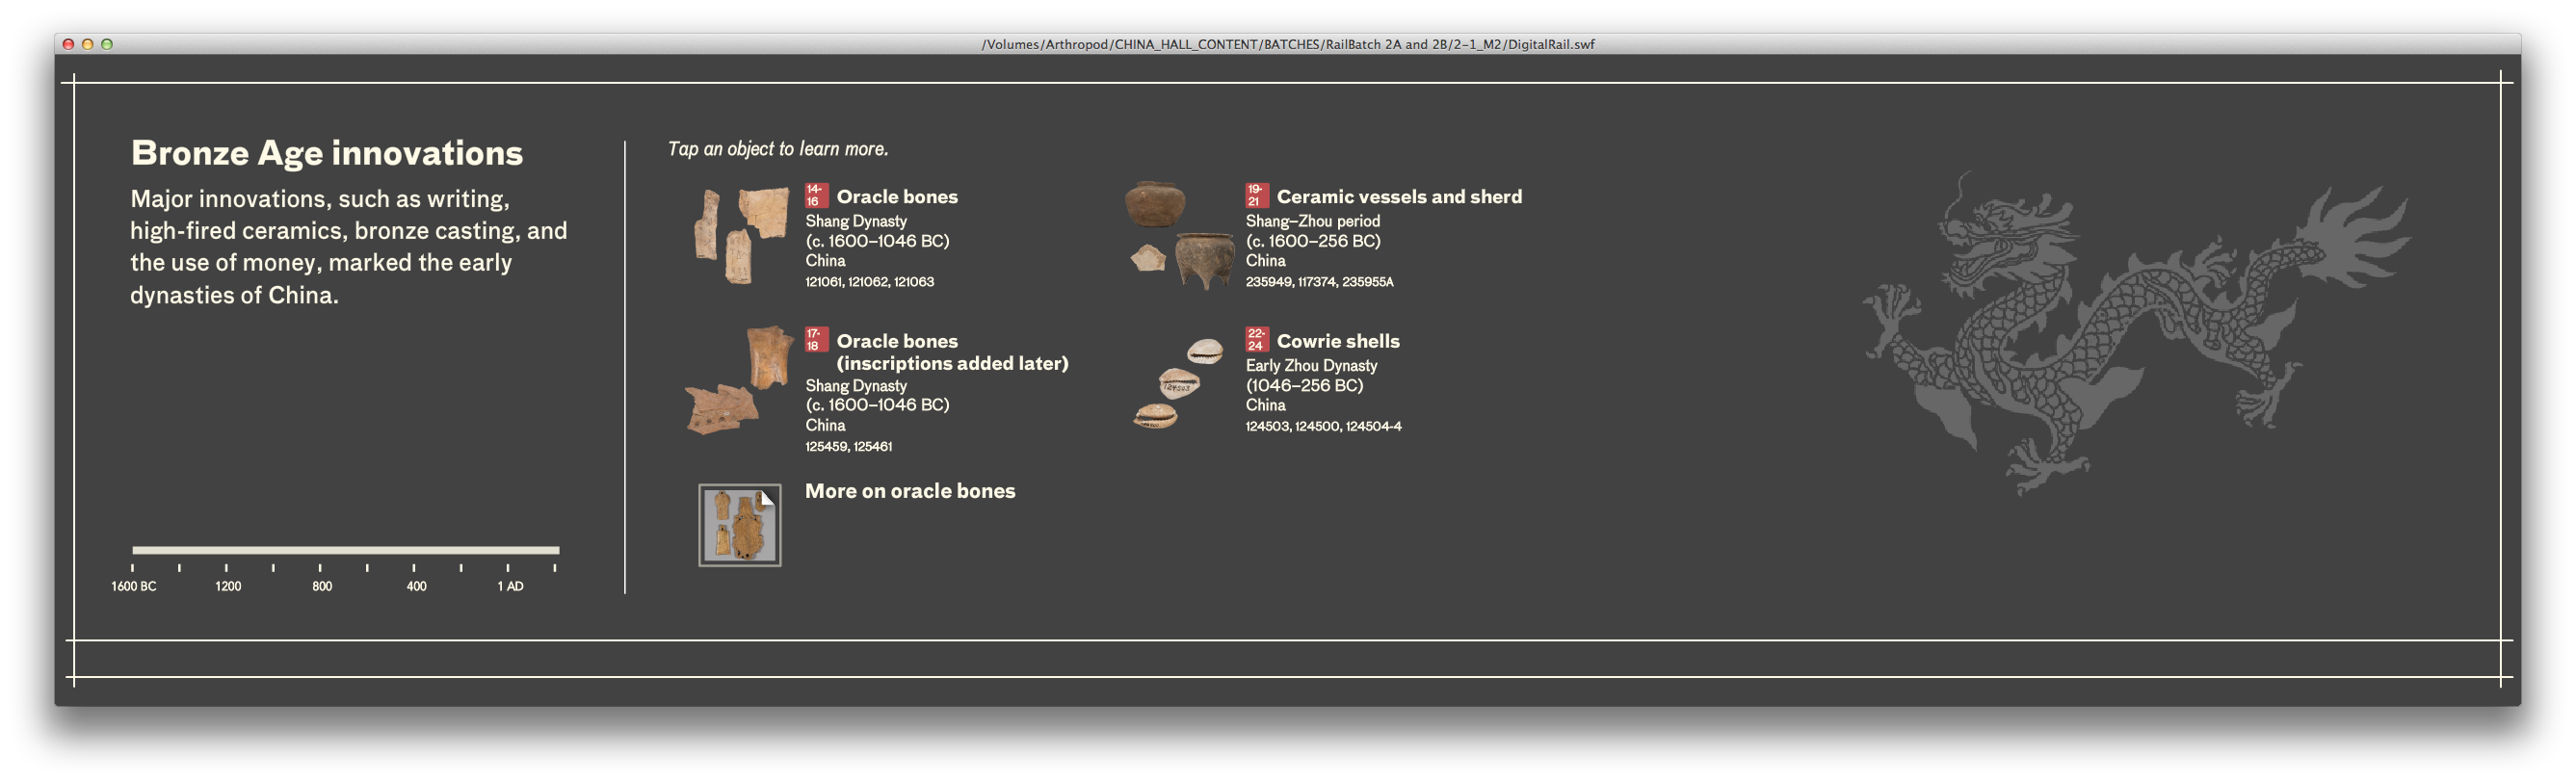 /Volumes/Arthropod/CHINA_HALL_CONTENT/BATCHES/RailBatch 2A and 2B/2-1_M2/DigitalRail.swf
Bronze Age innovations
Major innovations, such as writing,
high-fired ceramics, bronze casting, and
the use of money, marked the early
dynasties of China.
1600 BC
1200
800
400
1 AD
Tap an object to learn more.
14-
16
Oracle bones
Shang Dynasty
(c. 1600–1046 BC)
China
121061, 121062, 121063
17-
18
Oracle bones
(inscriptions added later)
Shang Dynasty
(c. 1600–1046 BC)
China
125459, 125461
More on oracle bones
19-
21
Ceramic vessels and sherd
Shang–Zhou period
(c. 1600–256 BC)
China
235949, 117374, 235955A
22-
24
Cowrie shells
Early Zhou Dynasty
(1046–256 BC)
China
124503, 124500, 124504-4